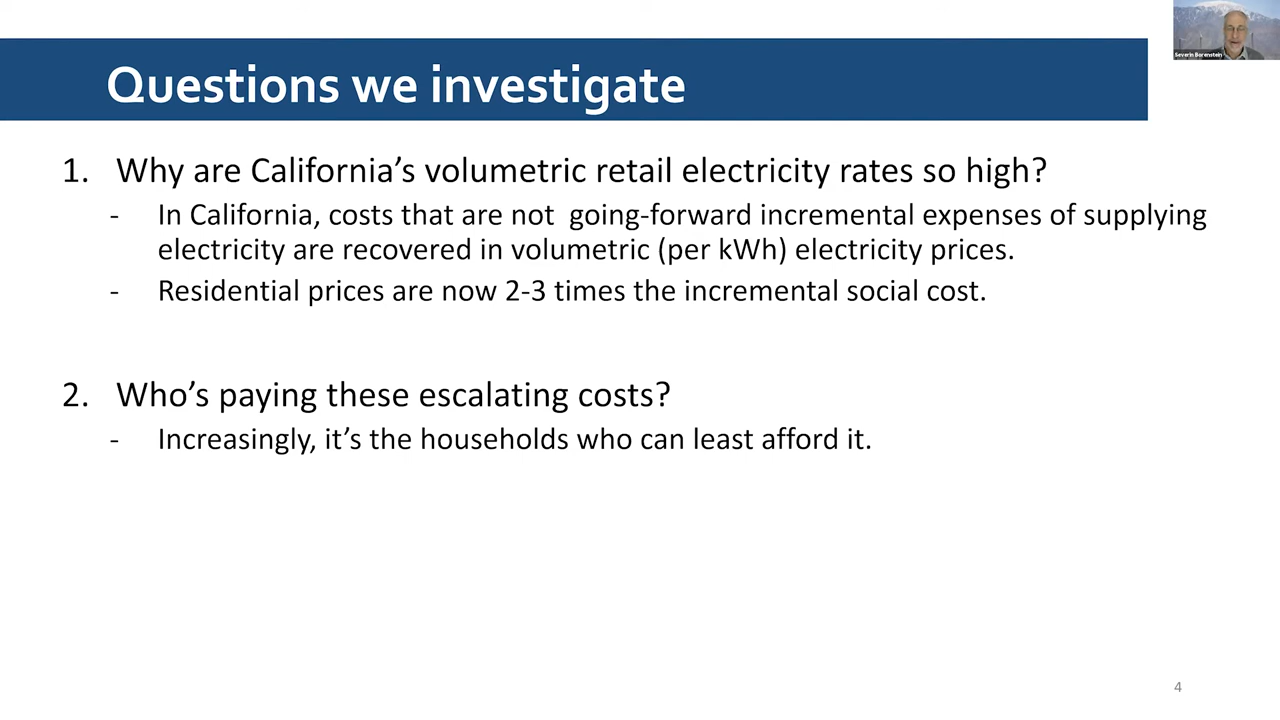 Severin Borenstein
Questions we investigate
1. Why are California's volumetric retail electricity rates so high?
- In California, costs that are not going-forward incremental expenses of supplying
electricity are recovered in volumetric (per kWh) electricity prices.
- Residential prices are now 2-3 times the incremental social cost.
2. Who's paying these escalating costs?
- Increasingly, it's the households who can least afford it.
4